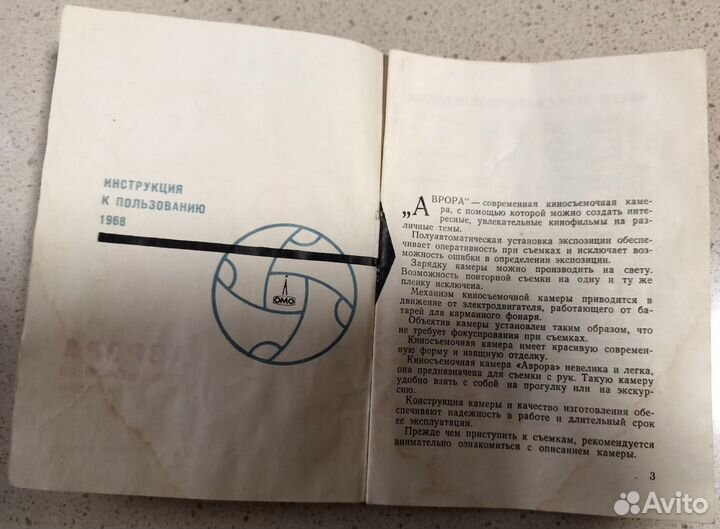 ИНСТРУКЦИЯ
К ПОЛЬЗОВАНИЮ
1968
ОМО
„АВРОРА“ — современная киносъемочная каме-
ра, с помощью которой можно создать инте-
ресные, увлекательные кинофильмы на раз-
личные темы.
Полуавтоматическая установка экспозиции обеспе-
чивает оперативность при съемках и исключает воз-
можность ошибки в определении экспозиции.
Зарядку камеры можно производить на свету.
Возможность повторной съемки на одну и ту же
пленку исключена.
Механизм киносъемочной камеры приводится в
движение от электродвигателя, работающего от ба-
тарей для карманного фонаря.
Объектив камеры установлен таким образом, что
не требует фокусирования при съемках.
Киносъемочная камера имеет красивую современ-
ную форму и изящную отделку.
Киносъемочная камера «Аврора» невелика и легка,
она предназначена для съемки с рук. Такую камеру
удобно взять с собой на прогулку или на экскур-
сию.
Конструкция камеры и качество изготовления обе-
спечивают надежность в работе и длительный срок
ее эксплуатации.
Прежде чем приступить к съемкам, рекомендуется
внимательно ознакомиться с описанием камеры.
3
Avito